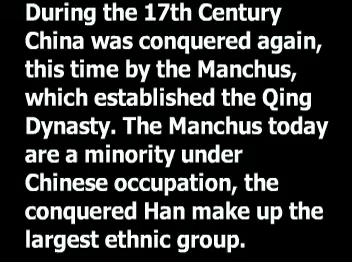 During the 17th Century
China was conquered again,
this time by the Manchus,
which established the Qing
Dynasty. The Manchus today
are a minority under
Chinese occupation, the
conquered Han make up the
largest ethnic group.